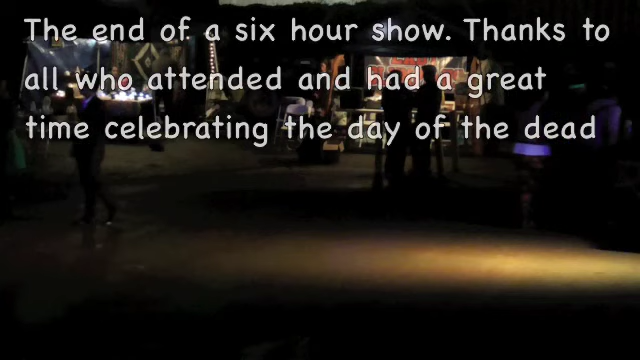 The end of a six hour show. Thanks to
all who attended and had a great
time celebrating the day of the dead